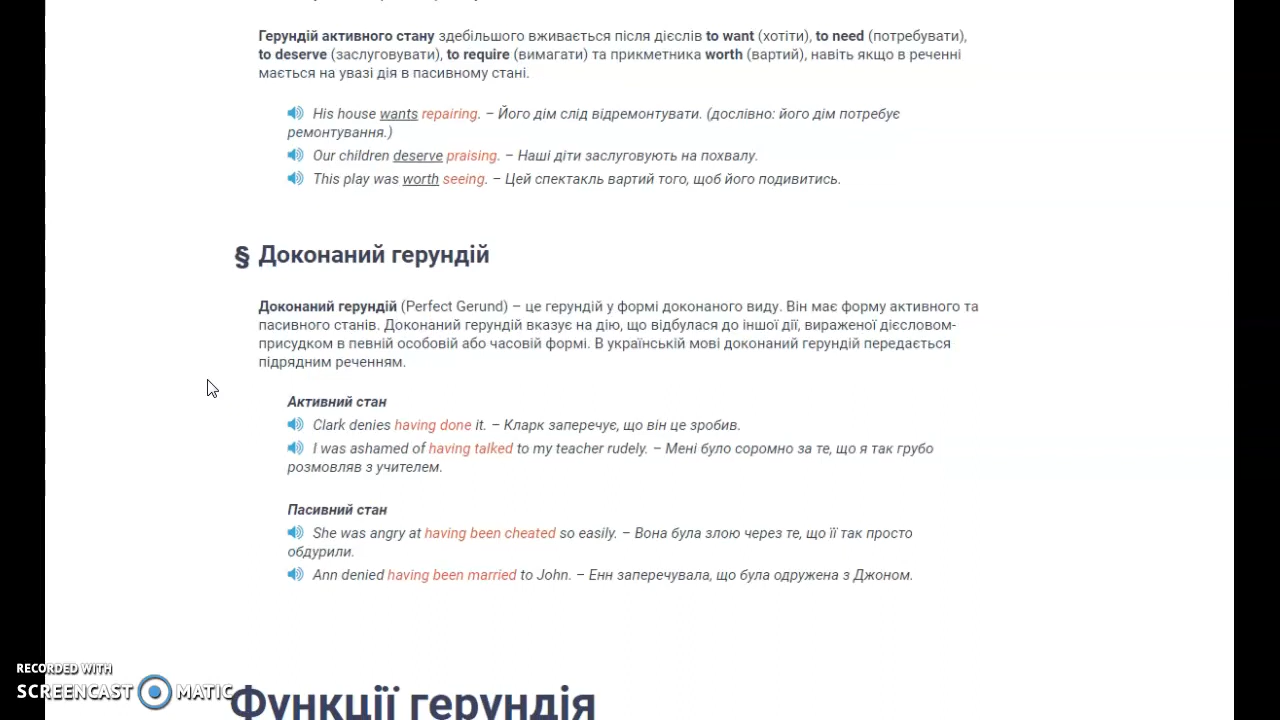 Герундій активного стану здебільшого вживається після дієслів to want (хотіти), to need (потребувати),
to deserve (заслуговувати), to require (вимагати) та прикметника worth (вартий), навіть якщо в реченні
мається на увазі дія в пасивному стані.
His house wants repairing. – Його дім слід відремонтувати. (дослівно: його дім потребує
ремонтування.)
Our children deserve praising. – Наші діти заслуговують на похвалу.
This play was worth seeing. – Цей спектакль вартий того, щоб його подивитись.
§ Доконаний герундій
Доконаний герундій (Perfect Gerund) – це герундій у формі доконаного виду. Він має форму активного та
пасивного станів. Доконаний герундій вказує на дію, що відбулася до іншої дії, вираженої дієсловом-
присудком в певній особовій або часовій формі. В українській мові доконаний герундій передається
підрядним реченням.
Активний стан
Clark denies having done it. – Кларк заперечує, що він це зробив.
I was ashamed of having talked to my teacher rudely. – Мені було соромно за те, що я так грубо
розмовляв з учителем.
Пасивний стан
She was angry at having been cheated so easily. – Вона була злою через те, що її так просто
обдурили.
Ann denied having been married to John. – Енн заперечувала, що була одружена з Джоном.
RECORDED WITH
SCREENCAST MATIC
Функції герундія